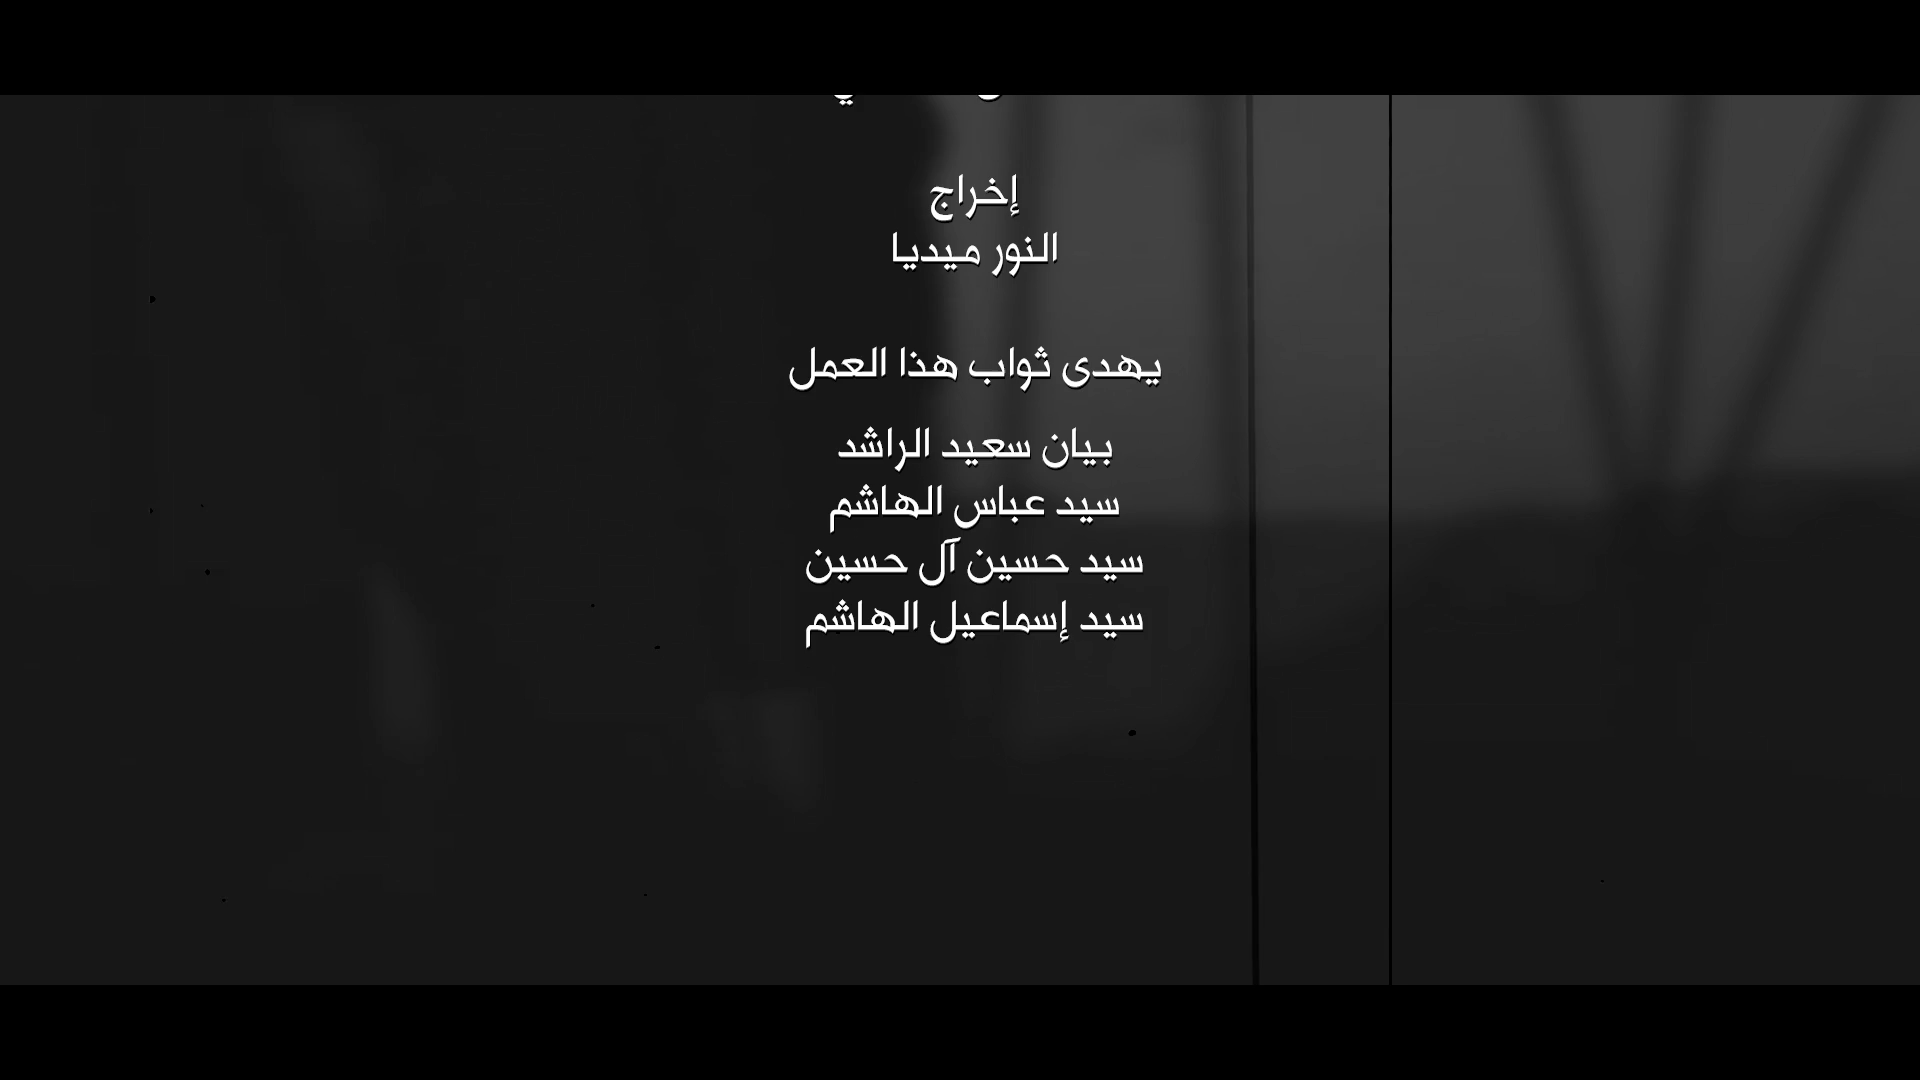 إخراج
النور ميديا
يهدى ثواب هذا العمل
بيان سعيد الراشد
سيد عباس الهاشم
سيد حسين آل حسين
سيد إسماعيل الهاشم